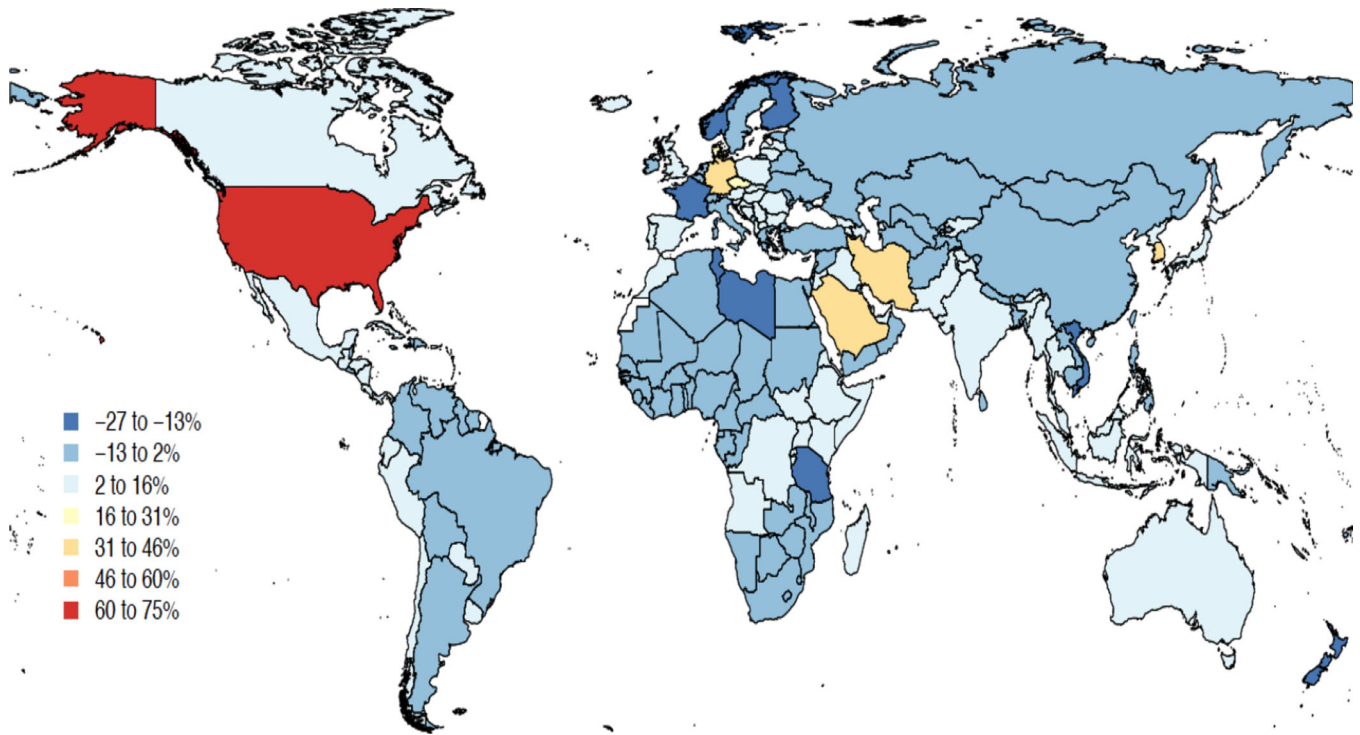 −27 to −13%
−13 to 2%
2 to 16%
16 to 31%
31 to 46%
46 to 60%
60 to 75%